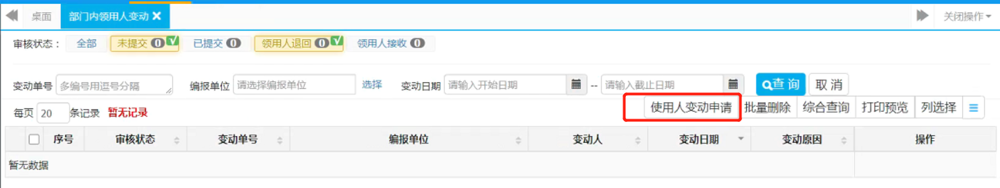 桌面 部门内领用人变动 关闭操作
审核状态： 全部 未提交 0 已提交 0 领用人退回 0 领用人接收 0
变动单号 多编号用逗号分隔 编报单位 请选择编报单位 选择 变动日期 请输入开始日期 -- 请输入截止日期 查询 取消
每页 20 条记录 暂无记录 使用人变动申请 批量删除 综合查询 打印预览 列选择
序号 审核状态 变动单号 编报单位 变动人 变动日期 变动原因 操作
暂无数据